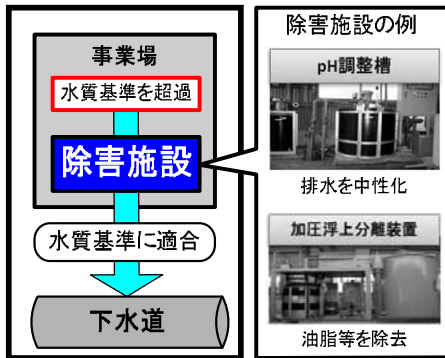 事業場
水質基準を超過
除害施設
水質基準に適合
下水道
除害施設の例
pH調整槽
排水を中性化
加圧浮上分離装置
油脂等を除去